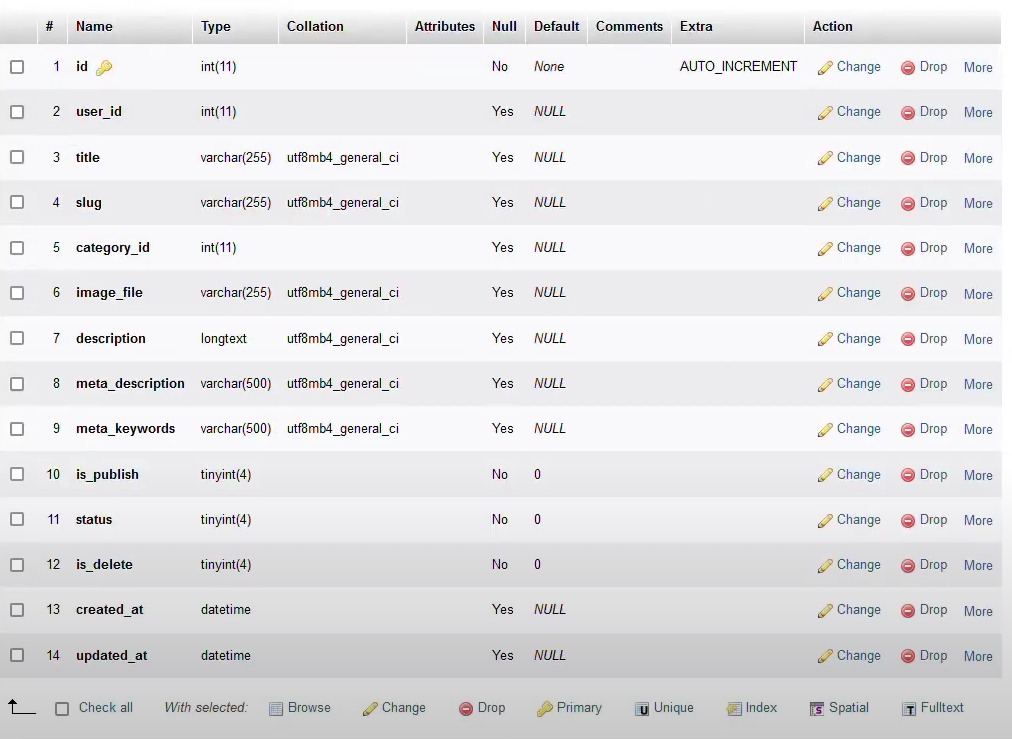 # Name Type Collation Attributes Null Default Comments Extra Action
1 id int(11) No None AUTO_INCREMENT Change Drop More
2 user_id int(11) Yes NULL Change Drop More
3 title varchar(255) utf8mb4_general_ci Yes NULL Change Drop More
4 slug varchar(255) utf8mb4_general_ci Yes NULL Change Drop More
5 category_id int(11) Yes NULL Change Drop More
6 image_file varchar(255) utf8mb4_general_ci Yes NULL Change Drop More
7 description longtext utf8mb4_general_ci Yes NULL Change Drop More
8 meta_description varchar(500) utf8mb4_general_ci Yes NULL Change Drop More
9 meta_keywords varchar(500) utf8mb4_general_ci Yes NULL Change Drop More
10 is_publish tinyint(4) No 0 Change Drop More
11 status tinyint(4) No 0 Change Drop More
12 is_delete tinyint(4) No 0 Change Drop More
13 created_at datetime Yes NULL Change Drop More
14 updated_at datetime Yes NULL Change Drop More
Check all With selected: Browse Change Drop Primary U Unique Index S Spatial T Fulltext